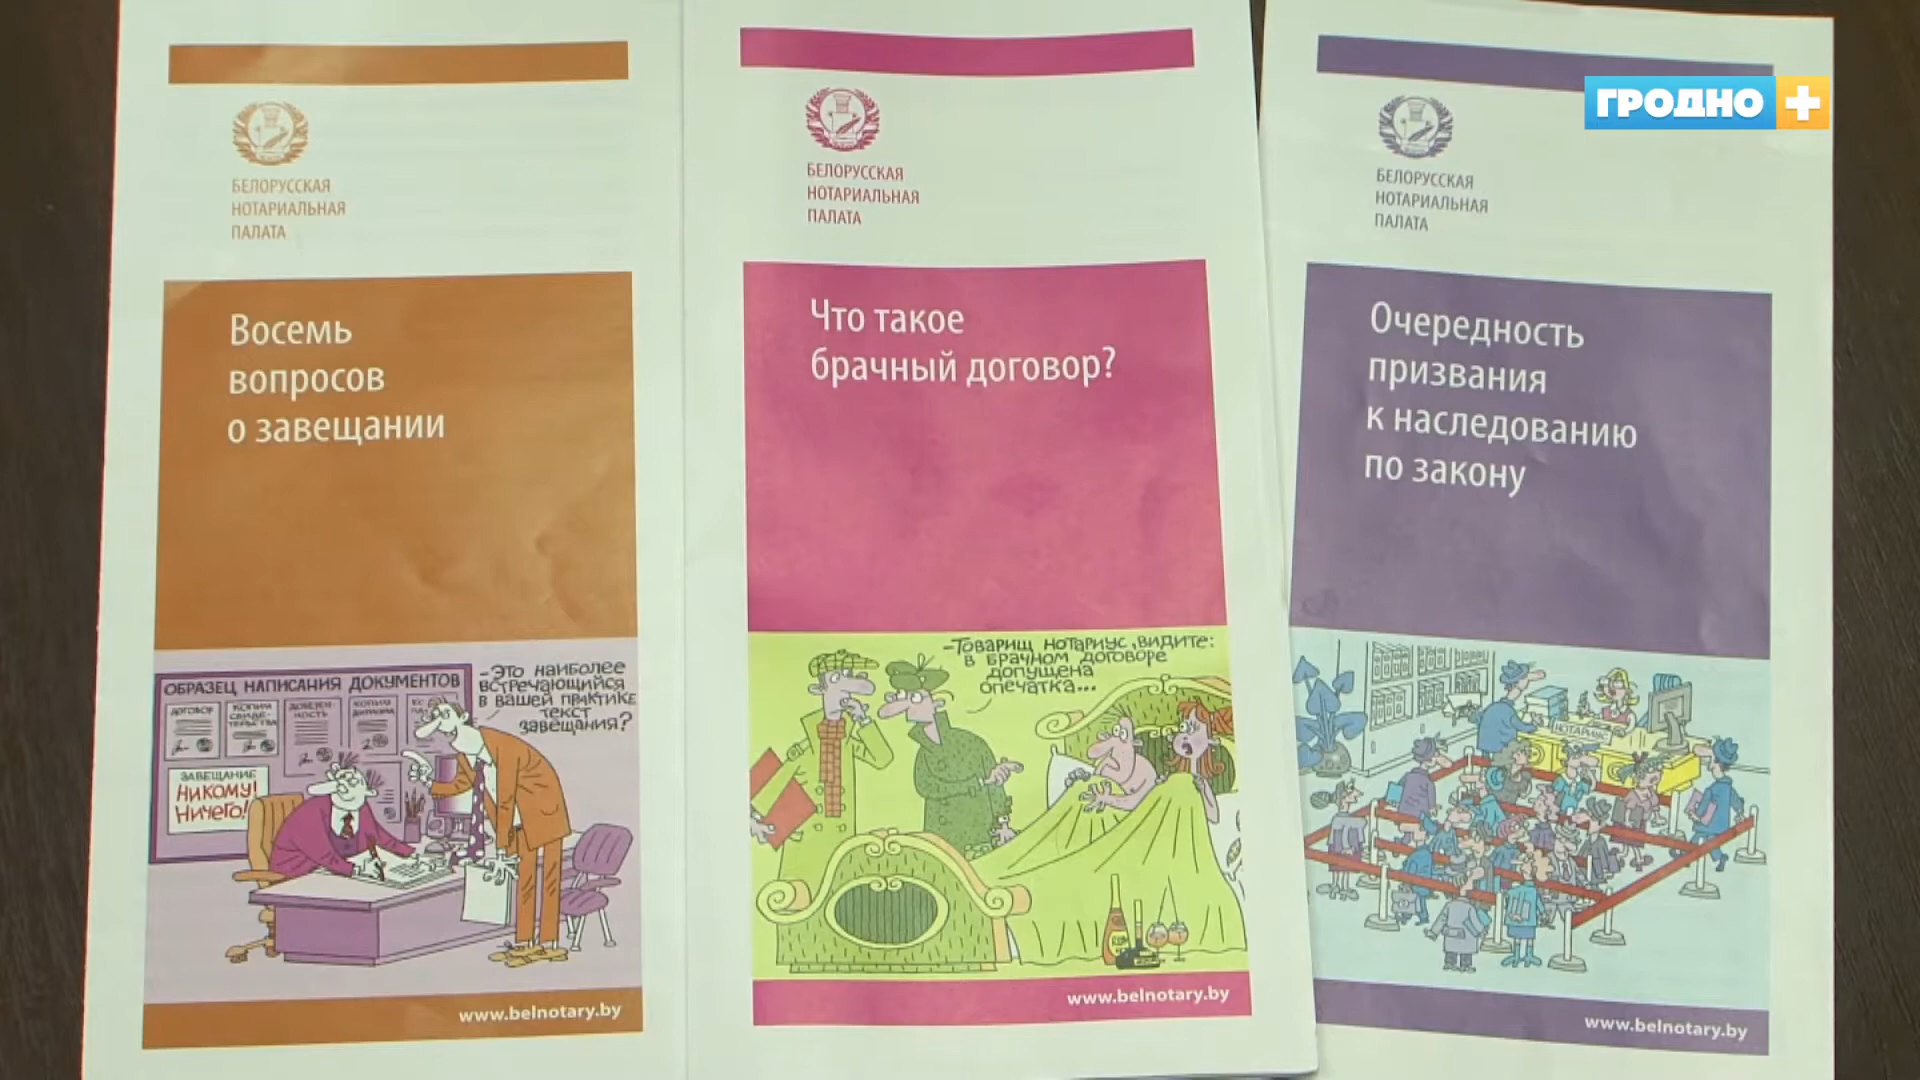 ГРОДНО +
БЕЛОРУССКАЯ
НОТАРИАЛЬНАЯ
ПАЛАТА
Восемь
вопросов
о завещании
ОБРАЗЕЦ НАПИСАНИЯ ДОКУМЕНТОВ
ДОГОВОР
ЗАВЕЩАНИЕ
НИКОМУ!
НИЧЕГО!
-ЭТО НАИБОЛЕЕ
ВСТРЕЧАЮЩИЙСЯ
В ВАШЕЙ ПРАКТИКЕ
ТЕКСТ
ЗАВЕЩАНИЯ?
www.belnotary.by
БЕЛОРУССКАЯ
НОТАРИАЛЬНАЯ
ПАЛАТА
Что такое
брачный договор?
-ТОВАРИЩ НОТАРИУС, ВИДИТЕ:
В БРАЧНОМ ДОГОВОРЕ
ДОПУЩЕНА
ОПЕЧАТКА...
www.belnotary.by
БЕЛОРУССКАЯ
НОТАРИАЛЬНАЯ
ПАЛАТА
Очередность
призвания
к наследованию
по закону
НОТАРИУС
www.belnotary.by